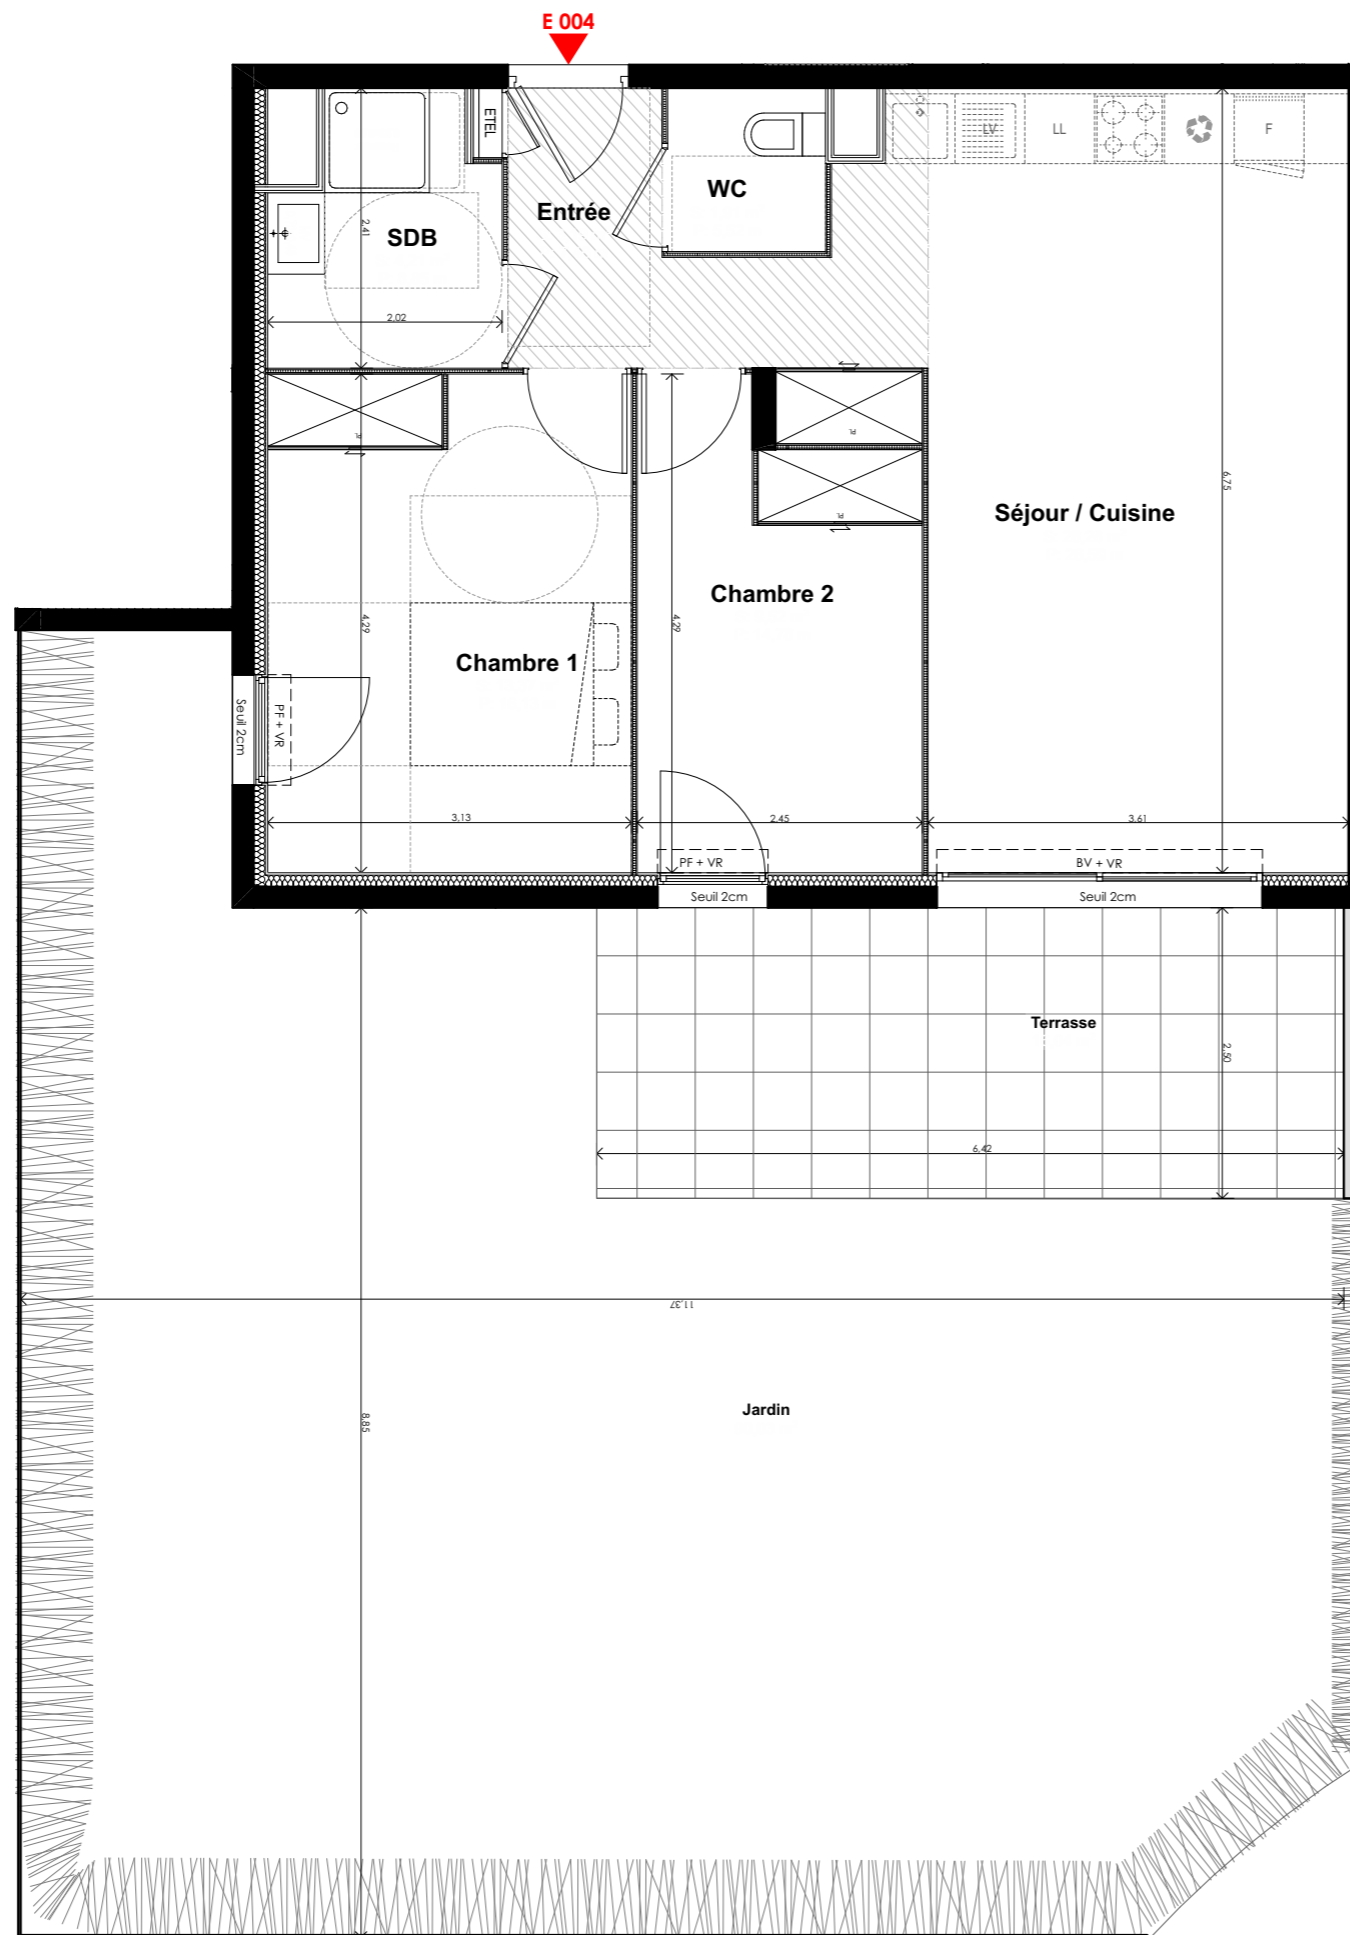 E 004
ETEL
LV
LL
F
WC
Entrée
SDB
2,41
2,02
PL
PL
PL
6,75
Séjour / Cuisine
Chambre 2
4,29
4,29
Chambre 1
Seuil 2cm
PF + VR
3,13
2,45
3,61
PF + VR
BV + VR
Seuil 2cm
Seuil 2cm
Terrasse
2,50
6,42
11,37
Jardin
8,85